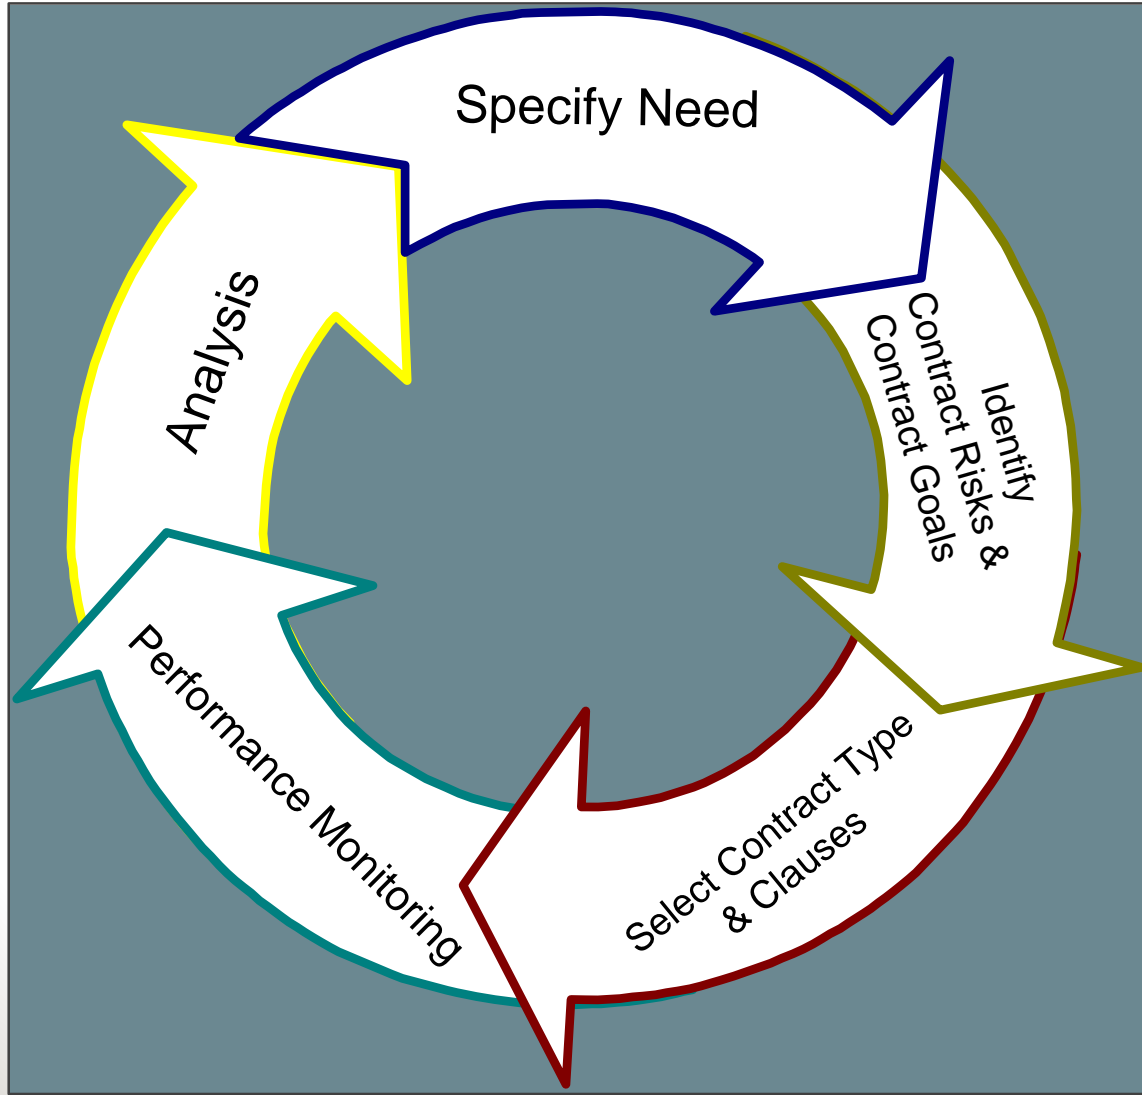 Specify Need
Identify
Contract Risks &
Contract Goals
Select Contract Type
& Clauses
Performance Monitoring
Analysis